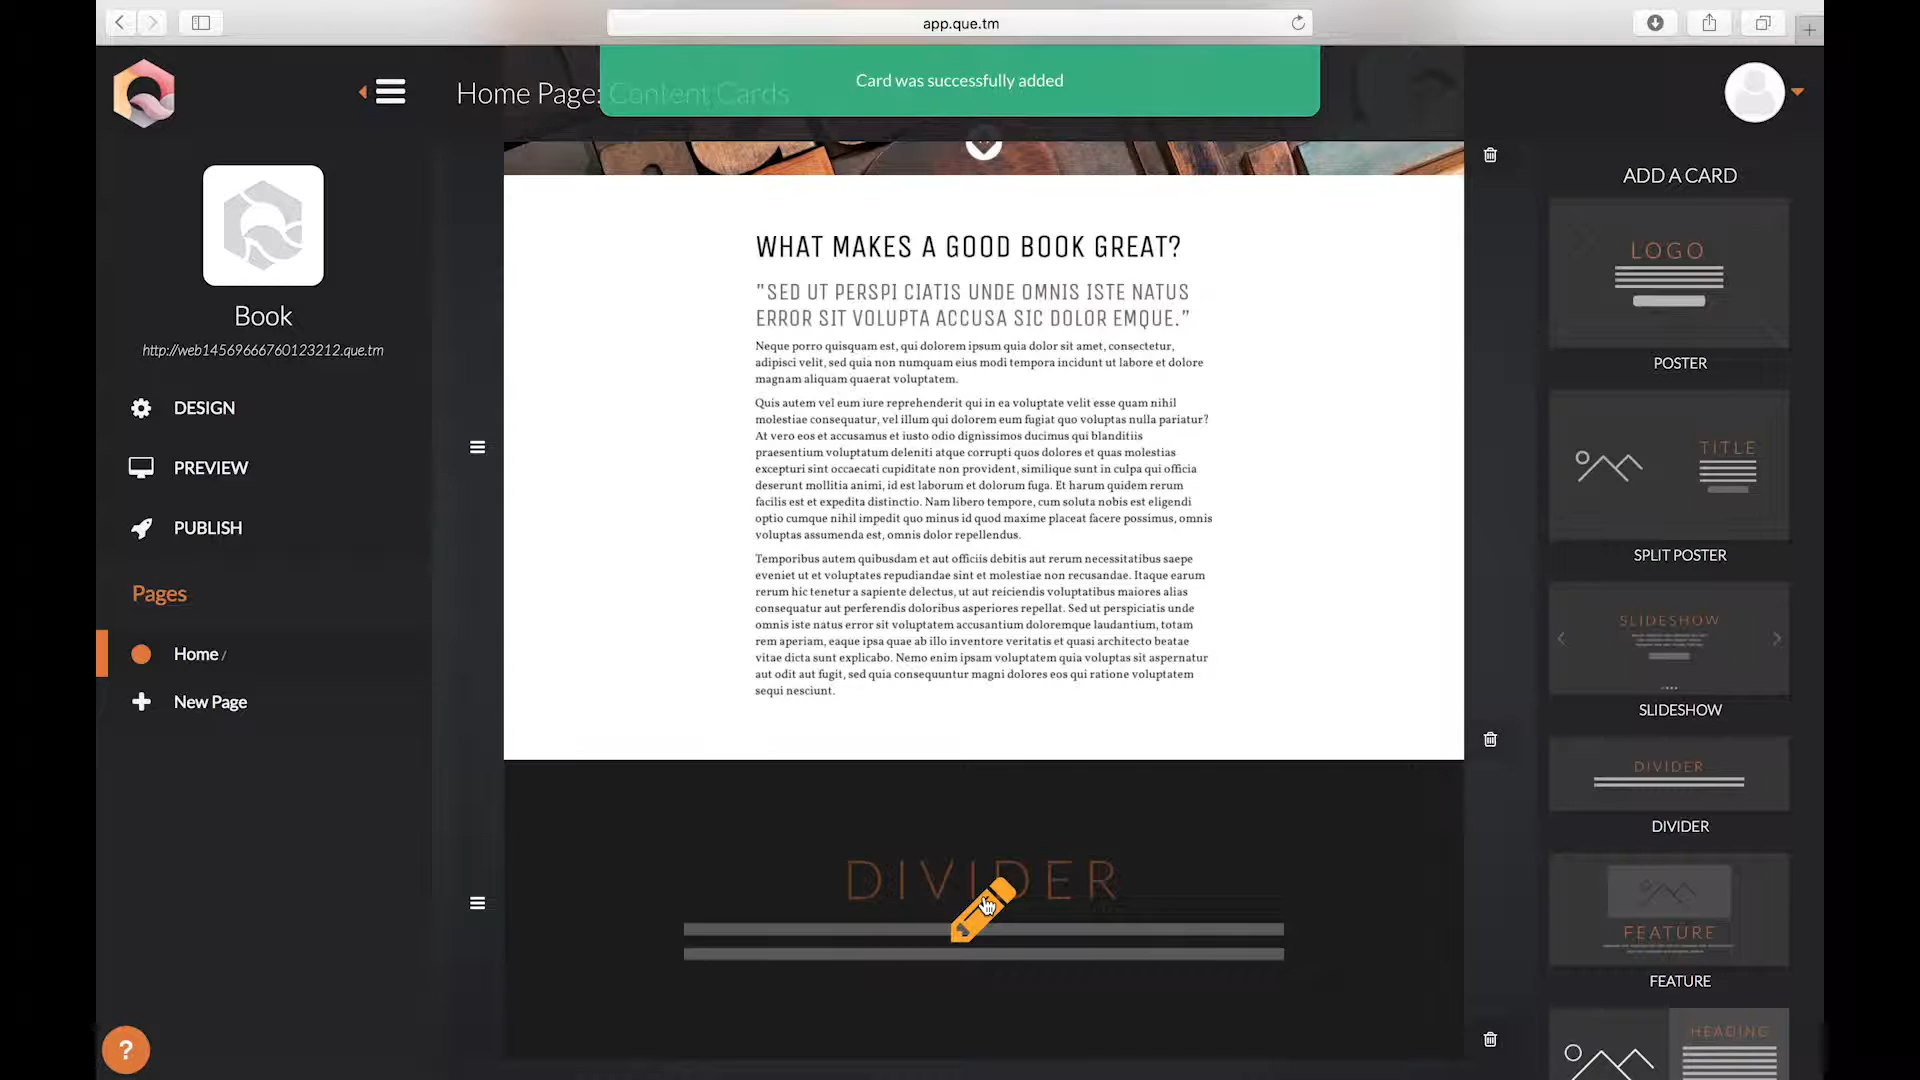 app.que.tm
Card was successfully added
Home Page: Content Cards
Book
http://web14569666760123212.que.tm
DESIGN
PREVIEW
PUBLISH
Pages
Home /
New Page
WHAT MAKES A GOOD BOOK GREAT?
"SED UT PERSPI CIATIS UNDE OMNIS ISTE NATUS
ERROR SIT VOLUPTA ACCUSA SIC DOLOR EMQUE.”
Neque porro quisquam est, qui dolorem ipsum quia dolor sit amet, consectetur,
adipisci velit, sed quia non numquam eius modi tempora incidunt ut labore et dolore
magnam aliquam quaerat voluptatem.
Quis autem vel eum iure reprehenderit qui in ea voluptate velit esse quam nihil
molestiae consequatur, vel illum qui dolorem eum fugiat quo voluptas nulla pariatur?
At vero eos et accusamus et iusto odio dignissimos ducimus qui blanditiis
praesentium voluptatum deleniti atque corrupti quos dolores et quas molestias
excepturi sint occaecati cupiditate non provident, similique sunt in culpa qui officia
deserunt mollitia animi, id est laborum et dolorum fuga. Et harum quidem rerum
facilis est et expedita distinctio. Nam libero tempore, cum soluta nobis est eligendi
optio cumque nihil impedit quo minus id quod maxime placeat facere possimus, omnis
voluptas assumenda est, omnis dolor repellendus.
Temporibus autem quibusdam et aut officiis debitis aut rerum necessitatibus saepe
eveniet ut et voluptates repudiandae sint et molestiae non recusandae. Itaque earum
rerum hic tenetur a sapiente delectus, ut aut reiciendis voluptatibus maiores alias
consequatur aut perferendis doloribus asperiores repellat. Sed ut perspiciatis unde
omnis iste natus error sit voluptatem accusantium doloremque laudantium, totam
rem aperiam, eaque ipsa quae ab illo inventore veritatis et quasi architecto beatae
vitae dicta sunt explicabo. Nemo enim ipsam voluptatem quia voluptas sit aspernatur
aut odit aut fugit, sed quia consequuntur magni dolores eos qui ratione voluptatem
sequi nesciunt.
DIVIDER
ADD A CARD
LOGO
POSTER
TITLE
SPLIT POSTER
SLIDESHOW
SLIDESHOW
DIVIDER
DIVIDER
FEATURE
FEATURE
HEADING
?